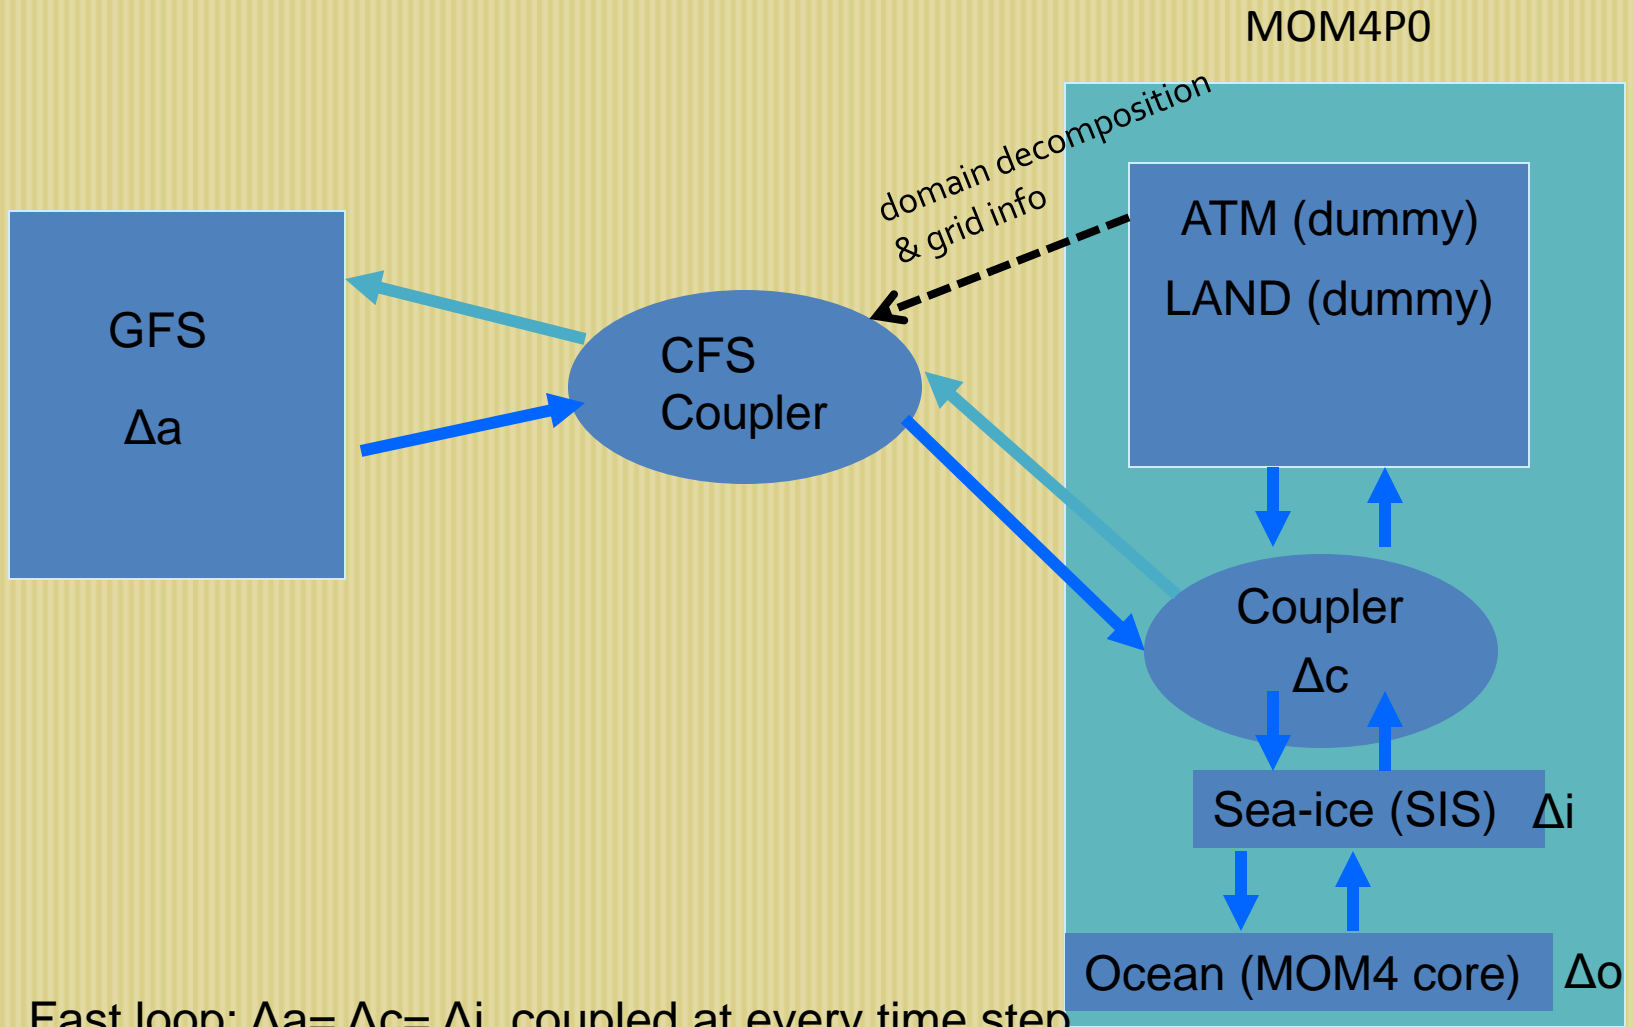 MOM4P0
domain decomposition
& grid info
ATM (dummy)
LAND (dummy)
GFS
Δa
CFS
Coupler
Coupler
Δc
Sea-ice (SIS) Δi
Ocean (MOM4 core) Δo
Fast loop: Δa= Δc= Δi, coupled at every time step